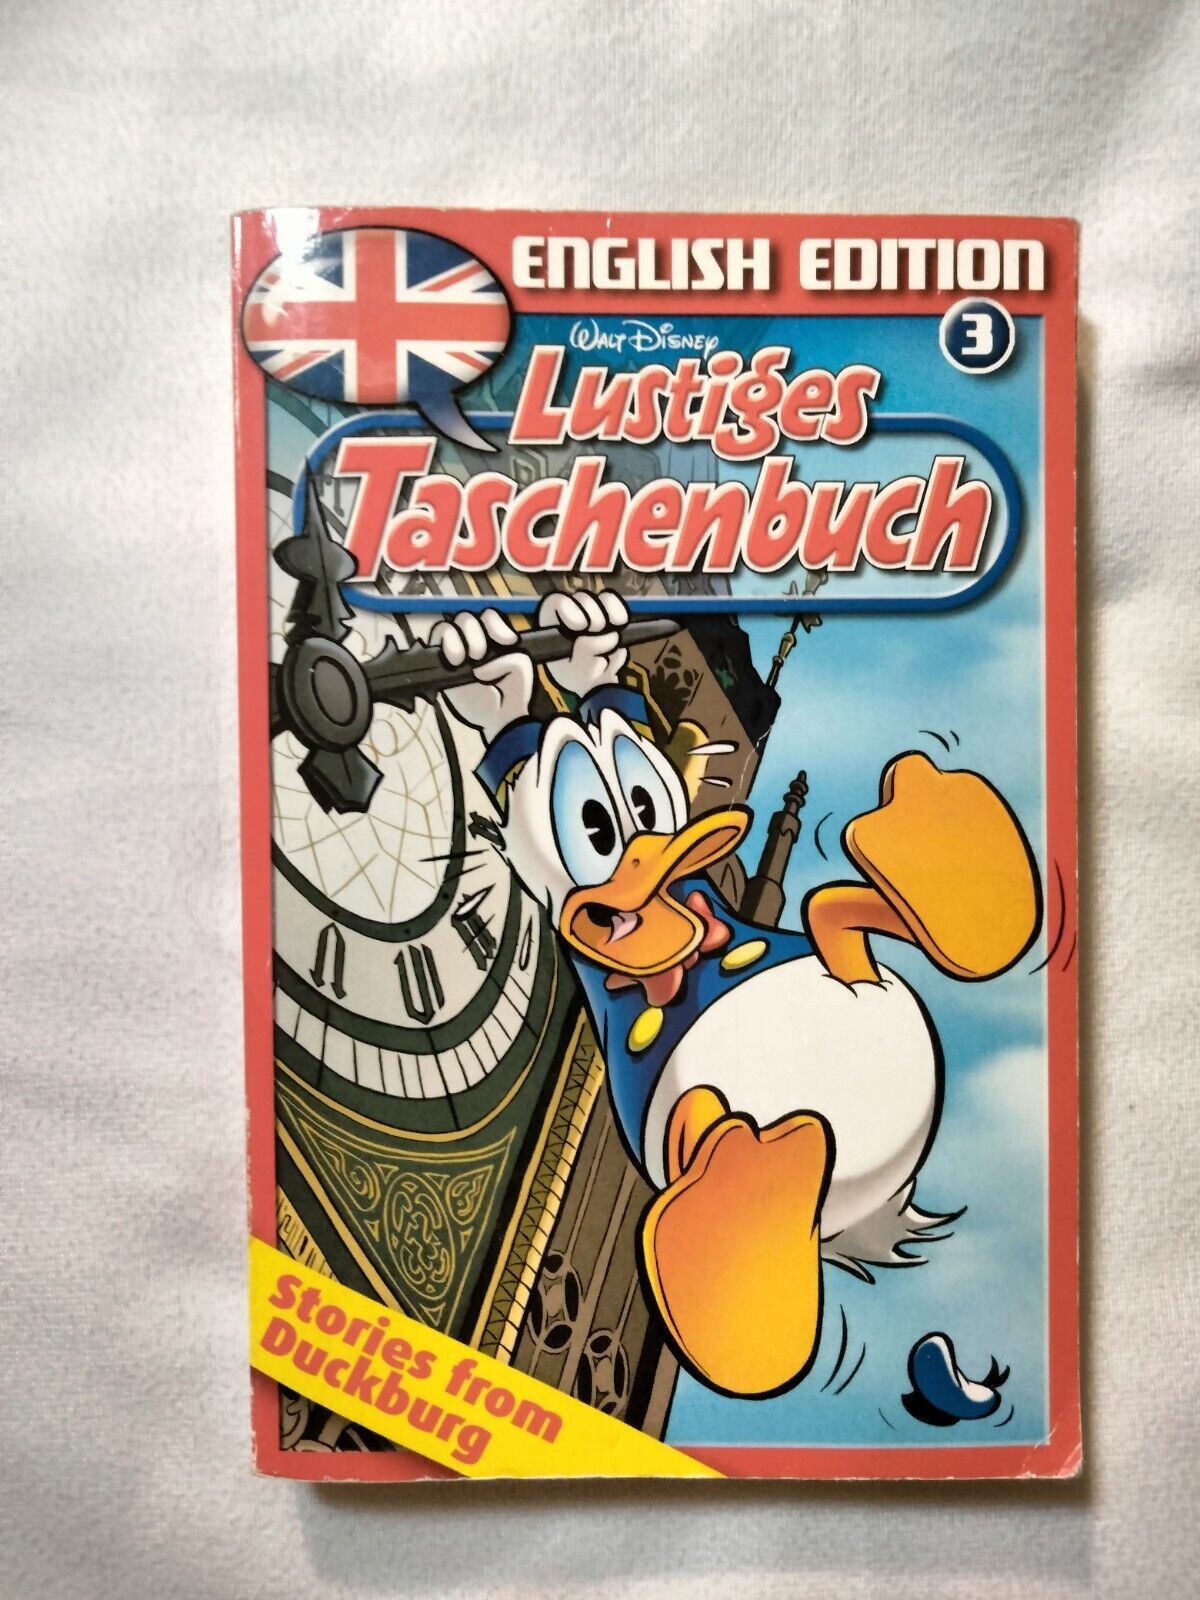 ENGLISH EDITION
3
WALT DISNEY
Lustiges
Taschenbuch
Stories from
Duckburg